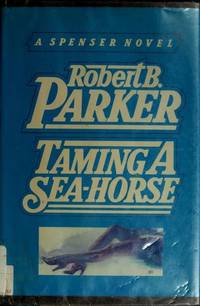 A SPENSER NOVEL
Robert B.
PARKER
TAMING A
SEA-HORSE